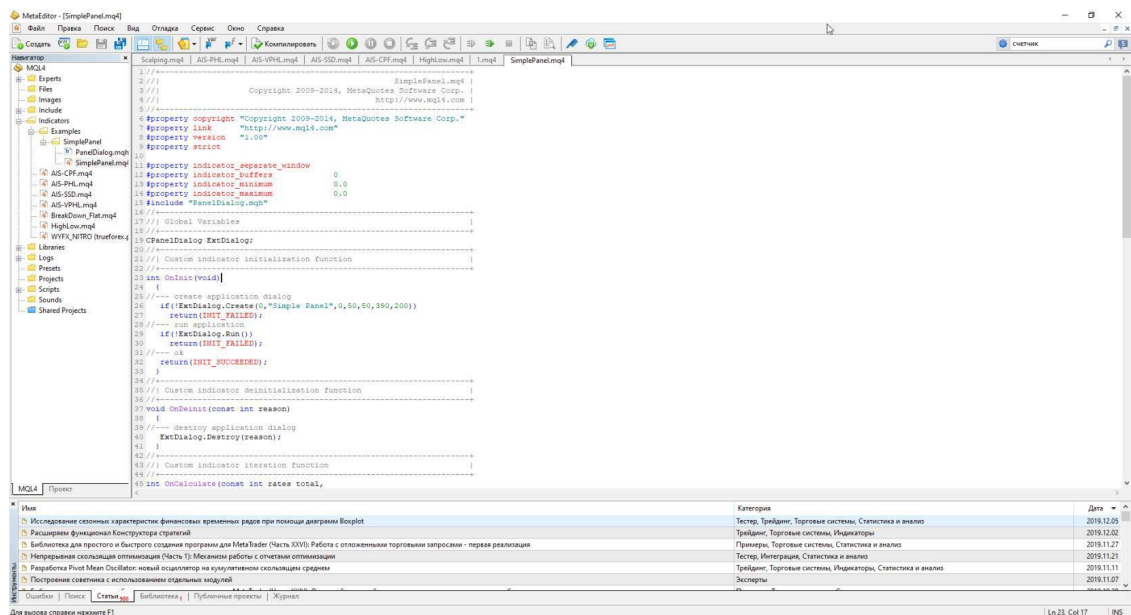 MetaEditor - [SimplePanel.mq4]
Файл Правка Поиск Вид Отладка Сервис Окно Справка
Создать Компилировать счетчик
Навигатор
Scalping.mq4 AIS-PHL.mq4 AIS-VPHL.mq4 AIS-SSD.mq4 AIS-CPF.mq4 HighLow.mq4 1.mq4 SimplePanel.mq4
MQL4
Experts
Files
Images
Include
Indicators
Examples
SimplePanel
PanelDialog.mqh
SimplePanel.mq4
AIS-CPF.mq4
AIS-PHL.mq4
AIS-SSD.mq4
AIS-VPHL.mq4
BreakDown_Flat.mq4
HighLow.mq4
WYFX_NITRO (trueforex.
Libraries
Logs
Presets
Projects
Scripts
Sounds
Shared Projects
MQL4 Проект
1 //+------------------------------------------------------------------+
2 //| SimplePanel.mq4 |
3 //| Copyright 2009-2014, MetaQuotes Software Corp. |
4 //| http://www.mql4.com |
5 //+------------------------------------------------------------------+
6 #property copyright "Copyright 2009-2014, MetaQuotes Software Corp."
7 #property link "http://www.mql4.com"
8 #property version "1.00"
9 #property strict
10
11 #property indicator_separate_window
12 #property indicator_buffers 0
13 #property indicator_minimum 0.0
14 #property indicator_maximum 0.0
15 #include "PanelDialog.mqh"
16 //+------------------------------------------------------------------+
17 //| Global Variables |
18 //+------------------------------------------------------------------+
19 CPanelDialog ExtDialog;
20 //+------------------------------------------------------------------+
21 //| Custom indicator initialization function |
22 //+------------------------------------------------------------------+
23 int OnInit(void)
24 {
25 //--- create application dialog
26 if(!ExtDialog.Create(0,"Simple Panel",0,50,50,390,200))
27 return(INIT_FAILED);
28 //--- run application
29 if(!ExtDialog.Run())
30 return(INIT_FAILED);
31 //--- ok
32 return(INIT_SUCCEEDED);
33 }
34 //+------------------------------------------------------------------+
35 //| Custom indicator deinitialization function |
36 //+------------------------------------------------------------------+
37 void OnDeinit(const int reason)
38 {
39 //--- destroy application dialog
40 ExtDialog.Destroy(reason);
41 }
42 //+------------------------------------------------------------------+
43 //| Custom indicator iteration function |
44 //+------------------------------------------------------------------+
45 int OnCalculate(const int rates_total,
Имя Категория Дата
Исследование сезонных характеристик финансовых временных рядов при помощи диаграмм Boxplot Тестер, Трейдинг, Торговые системы, Статистика и анализ 2019.12.05
Расширяем функционал Конструктора стратегий Трейдинг, Торговые системы, Индикаторы 2019.12.02
Библиотека для простого и быстрого создания программ для MetaTrader (Часть XXVI): Работа с отложенными торговыми запросами - первая реализация Примеры, Торговые системы, Статистика и анализ 2019.11.27
Непрерывная скользящая оптимизация (Часть 1): Механизм работы с отчетами оптимизации Тестер, Интеграция, Статистика и анализ 2019.11.21
Разработка Pivot Mean Oscillator: новый осциллятор на кумулятивном скользящем среднем Трейдинг, Торговые системы, Индикаторы, Статистика и анализ 2019.11.11
Построение советника с использованием отдельных модулей Эксперты 2019.11.07
Инструменты
Ошибки Поиск Статьи Библиотека Публичные проекты Журнал
Для вызова справки нажмите F1 Ln 23, Col 17 INS